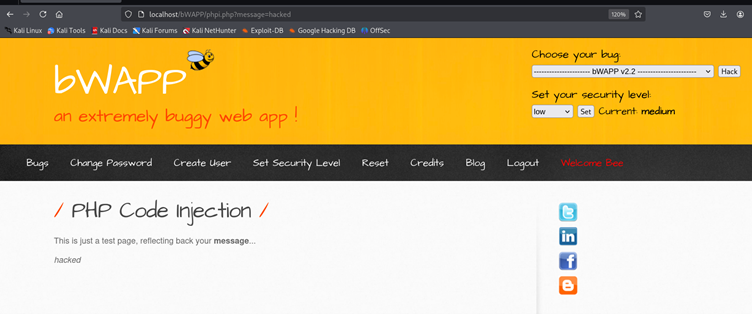 localhost/bWAPP/phpi.php?message=hacked
120%
Kali Linux Kali Tools Kali Docs Kali Forums Kali NetHunter Exploit-DB Google Hacking DB OffSec
bWAPP
an extremely buggy web app !
Choose your bug:
---------------------- bWAPP v2.2 ----------------------- Hack
Set your security level:
low Set Current: medium
Bugs Change Password Create User Set Security Level Reset Credits Blog Logout Welcome Bee
/ PHP Code Injection /
This is just a test page, reflecting back your message...
hacked